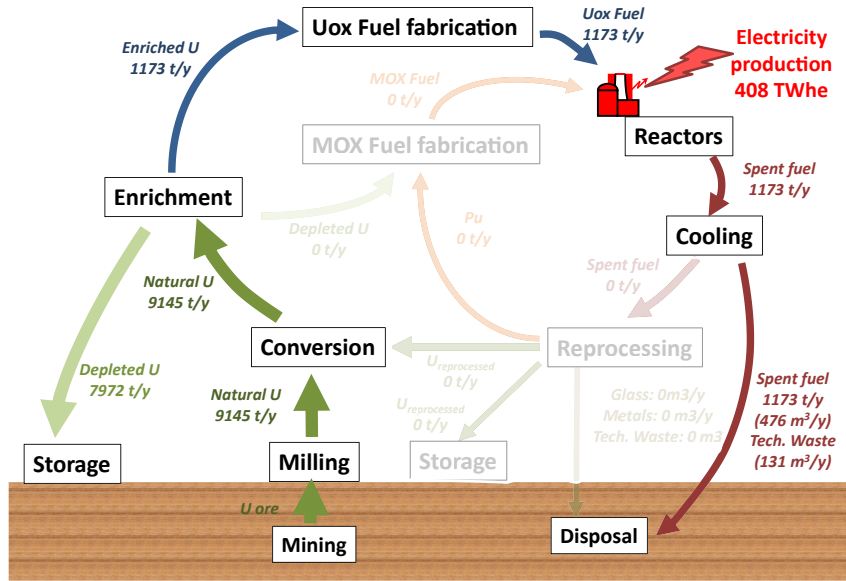 Uox Fuel fabrication
Enriched U
1173 t/y
Uox Fuel
1173 t/y
Electricity
production
408 TWhe
MOX Fuel
0 t/y
MOX Fuel fabrication
Reactors
Spent fuel
1173 t/y
Enrichment
Depleted U
0 t/y
Pu
0 t/y
Cooling
Natural U
9145 t/y
Spent fuel
0 t/y
Conversion
Reprocessing
Depleted U
7972 t/y
Natural U
9145 t/y
U reprocessed
0 t/y
U reprocessed
0 t/y
Glass: 0m3/y
Metals: 0 m3/y
Tech. Waste: 0 m3
Spent fuel
1173 t/y
(476 m³/y)
Tech. Waste
(131 m³/y)
Storage
Milling
Storage
U ore
Mining
Disposal